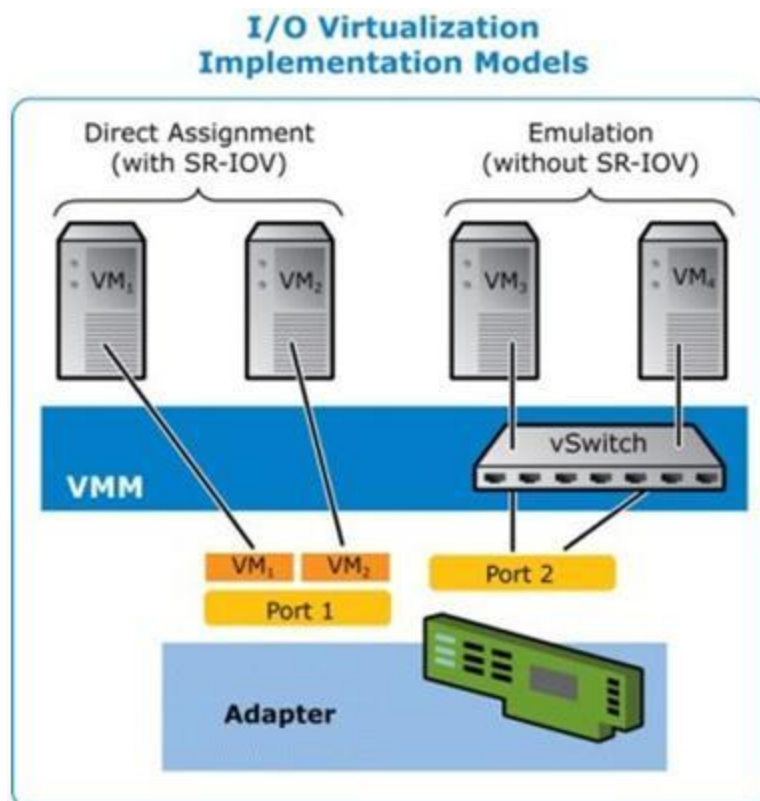 I/O Virtualization
Implementation Models
Direct Assignment
(with SR-IOV)
Emulation
(without SR-IOV)
VM₁
VM₂
VM₃
VM₄
vSwitch
VMM
VM₁
VM₂
Port 1
Port 2
Adapter